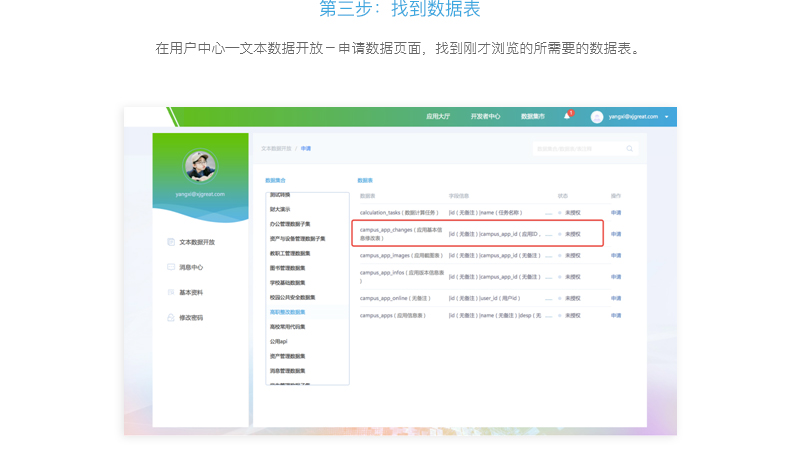 第三步：找到数据表
在用户中心—文本数据开放－申请数据页面，找到刚才浏览的所需要的数据表。
应用大厅 开发者中心 数据集市 1 yangxi@xjgreat.com
yangxi@xjgreat.com
文本数据开放
消息中心
基本资料
修改密码
文本数据开放 / 申请
数据集合
测试转换
财大演示
办公管理数据子集
资产与设备管理数据子集
教职工管理数据集
图书管理数据集
学校基础数据集
校园公共安全数据集
高职整改数据集
高校常用代码集
公用api
资产管理数据集
消息管理数据集
数据集
数据表 字段信息 状态 操作
calculation_tasks ( 数据计算任务 ) |id ( 无备注 ) |name ( 任务名称 ) ...... 未授权 申请
campus_app_changes ( 应用基本信
息修改表 ) |id ( 无备注 ) |campus_app_id ( 应用ID , ...... 未授权 申请
campus_app_images ( 应用截图表 ) |id ( 无备注 ) |campus_app_id ( 无备注 ) ...... 未授权 申请
campus_app_infos ( 应用版本信息表
) |id ( 无备注 ) |campus_app_id ( 无备注 ) ...... 未授权 申请
campus_app_online ( 无备注 ) |id ( 无备注 ) |user_id ( 用户id ) ...... 未授权 申请
campus_apps ( 应用信息表 ) |id ( 无备注 ) |name ( 无备注 ) |desp ( 无 ...... 未授权 申请